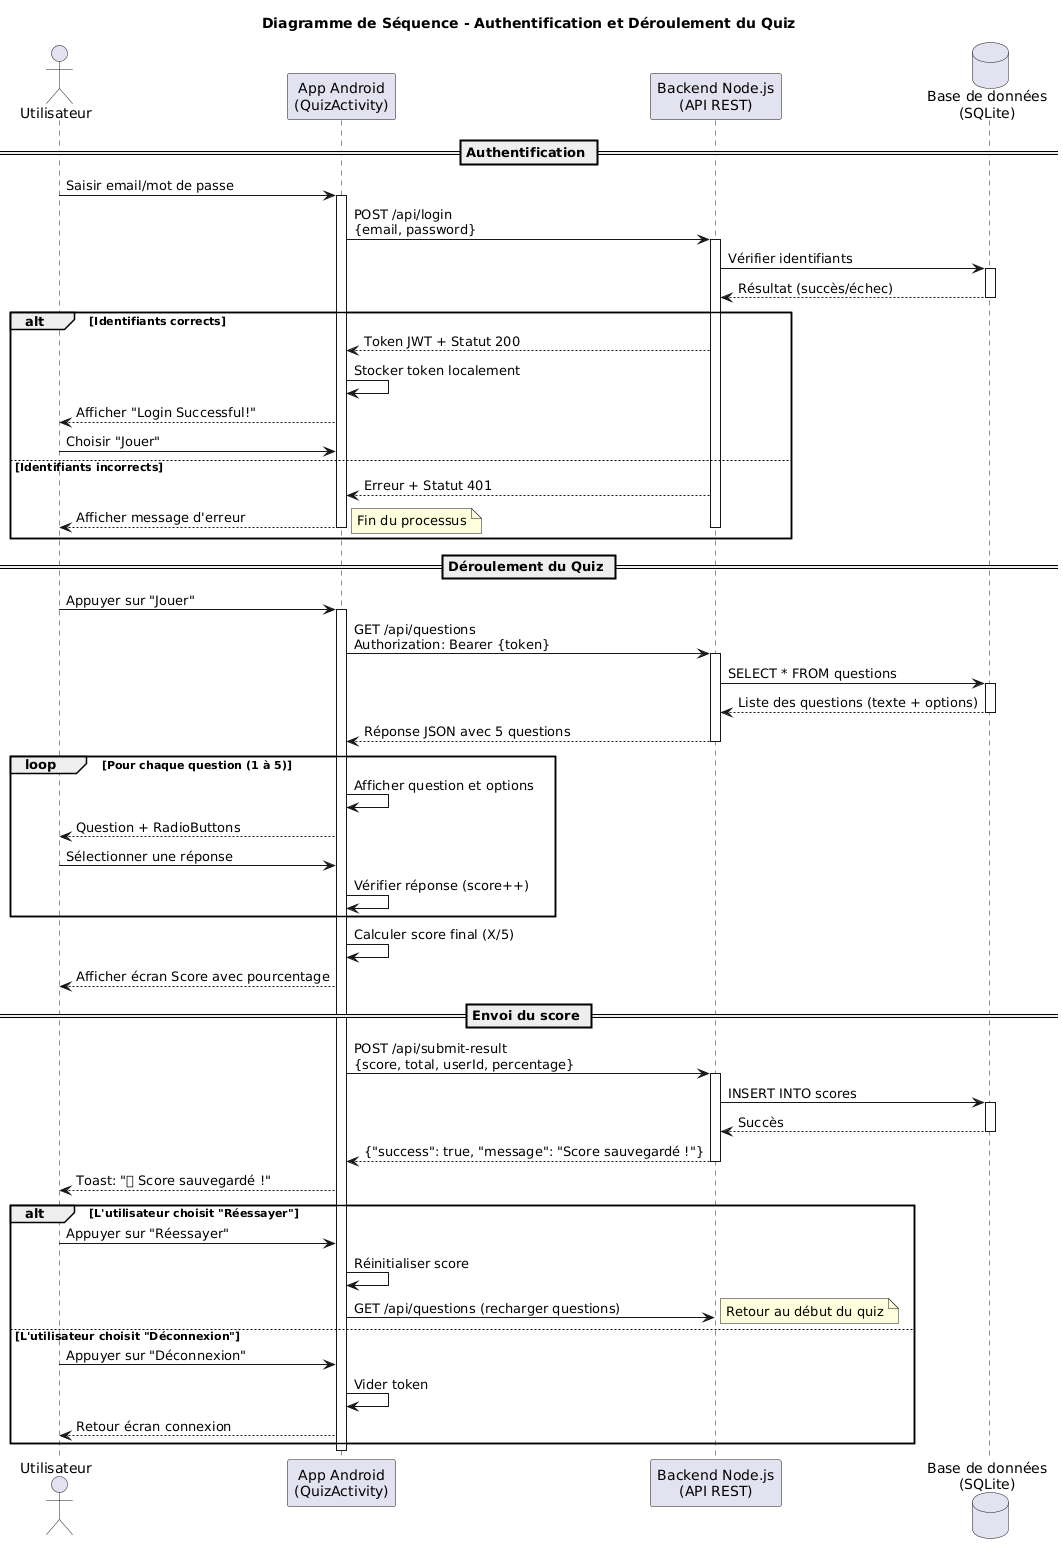 Diagramme de Séquence - Authentification et Déroulement du Quiz
Utilisateur
App Android
(QuizActivity)
Backend Node.js
(API REST)
Base de données
(SQLite)
Authentification
Saisir email/mot de passe
POST /api/login
{email, password}
Vérifier identifiants
Résultat (succès/échec)
alt
[Identifiants corrects]
Token JWT + Statut 200
Stocker token localement
Afficher "Login Successful!"
Choisir "Jouer"
[Identifiants incorrects]
Erreur + Statut 401
Afficher message d'erreur
Fin du processus
Déroulement du Quiz
Appuyer sur "Jouer"
GET /api/questions
Authorization: Bearer {token}
SELECT * FROM questions
Liste des questions (texte + options)
Réponse JSON avec 5 questions
loop
[Pour chaque question (1 à 5)]
Afficher question et options
Question + RadioButtons
Sélectionner une réponse
Vérifier réponse (score++)
Calculer score final (X/5)
Afficher écran Score avec pourcentage
Envoi du score
POST /api/submit-result
{score, total, userId, percentage}
INSERT INTO scores
Succès
{"success": true, "message": "Score sauvegardé !"}
Toast: "▯ Score sauvegardé !"
alt
[L'utilisateur choisit "Réessayer"]
Appuyer sur "Réessayer"
Réinitialiser score
GET /api/questions (recharger questions)
Retour au début du quiz
[L'utilisateur choisit "Déconnexion"]
Appuyer sur "Déconnexion"
Vider token
Retour écran connexion
Utilisateur
App Android
(QuizActivity)
Backend Node.js
(API REST)
Base de données
(SQLite)